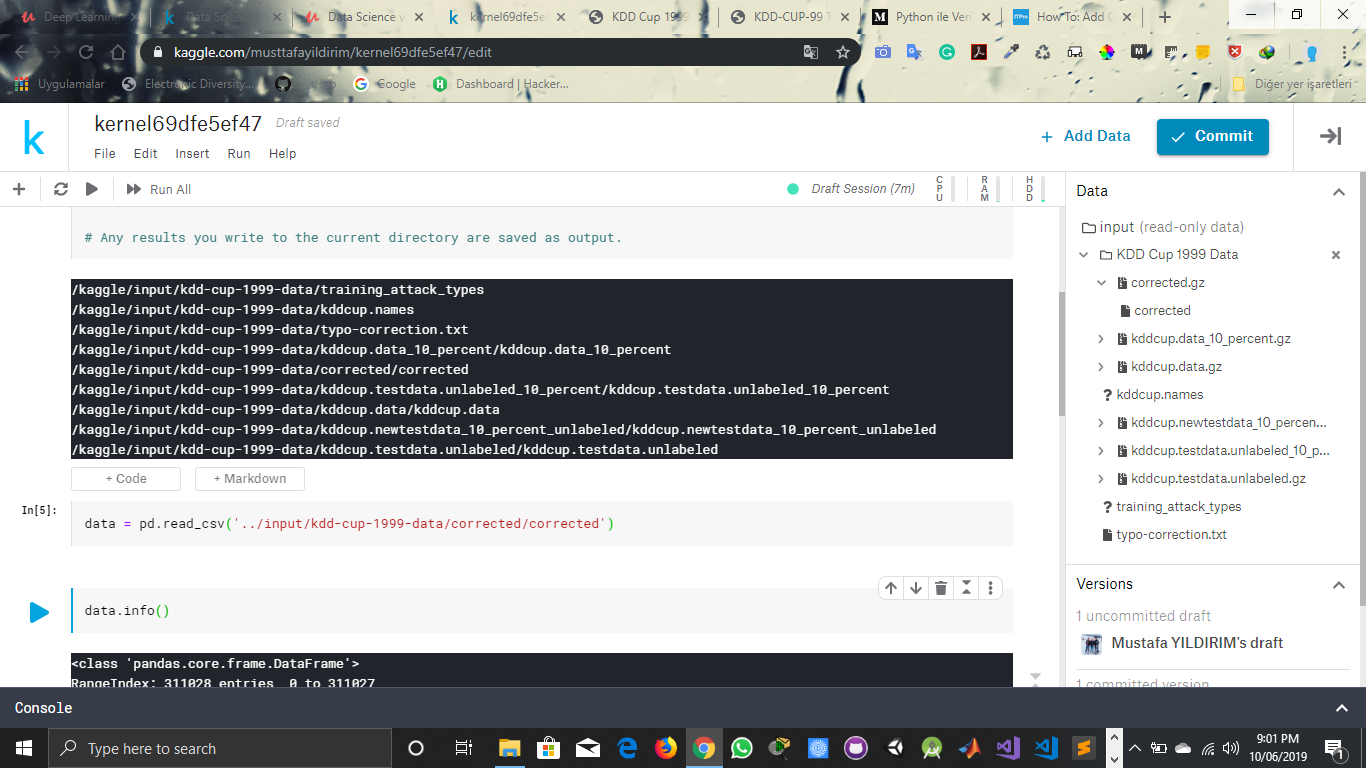 Deep Learning
Data Scienc
Data Science w
kernel69dfe5ef
KDD Cup 1999
KDD-CUP-99 T
Python ile Ver
How To: Add C
kaggle.com/musttafayildirim/kernel69dfe5ef47/edit
Uygulamalar
Electronic Diversity...
GitHub
Google
Dashboard | Hacker...
Diğer yer işaretleri
kernel69dfe5ef47
Draft saved
File Edit Insert Run Help
+ Add Data
Commit
Run All
Draft Session (7m)
CPU
RAM
HDD
# Any results you write to the current directory are saved as output.
/kaggle/input/kdd-cup-1999-data/training_attack_types
/kaggle/input/kdd-cup-1999-data/kddcup.names
/kaggle/input/kdd-cup-1999-data/typo-correction.txt
/kaggle/input/kdd-cup-1999-data/kddcup.data_10_percent/kddcup.data_10_percent
/kaggle/input/kdd-cup-1999-data/corrected/corrected
/kaggle/input/kdd-cup-1999-data/kddcup.testdata.unlabeled_10_percent/kddcup.testdata.unlabeled_10_percent
/kaggle/input/kdd-cup-1999-data/kddcup.data/kddcup.data
/kaggle/input/kdd-cup-1999-data/kddcup.newtestdata_10_percent_unlabeled/kddcup.newtestdata_10_percent_unlabeled
/kaggle/input/kdd-cup-1999-data/kddcup.testdata.unlabeled/kddcup.testdata.unlabeled
+ Code
+ Markdown
In[5]:
data = pd.read_csv('../input/kdd-cup-1999-data/corrected/corrected')
data.info()
<class 'pandas.core.frame.DataFrame'>
RangeIndex: 311028 entries, 0 to 311027
Data
input (read-only data)
KDD Cup 1999 Data
corrected.gz
corrected
kddcup.data_10_percent.gz
kddcup.data.gz
kddcup.names
kddcup.newtestdata_10_percen...
kddcup.testdata.unlabeled_10_p...
kddcup.testdata.unlabeled.gz
training_attack_types
typo-correction.txt
Versions
1 uncommitted draft
Mustafa YILDIRIM's draft
1 committed version
Console
Type here to search
9:01 PM
10/06/2019
1